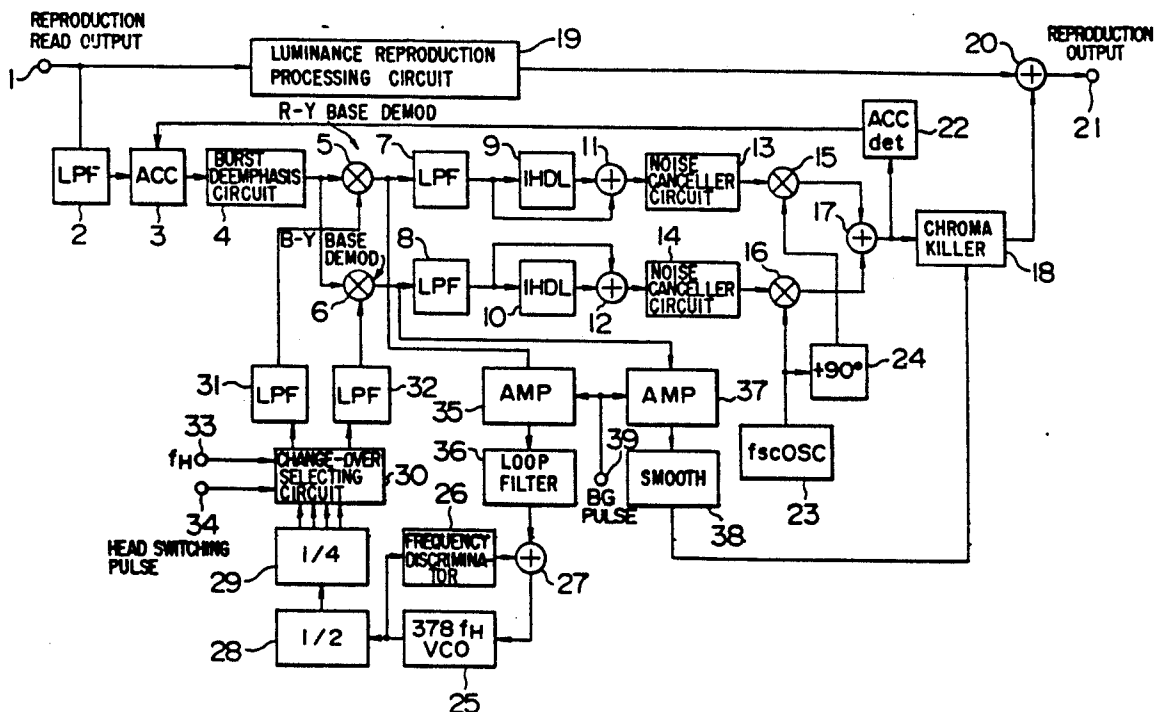 REPRODUCTION
READ OUTPUT
1
LUMINANCE REPRODUCTION
PROCESSING CIRCUIT
19
20
REPRODUCTION
OUTPUT
21
R-Y BASE DEMOD
ACC
det
22
LPF
2
ACC
3
BURST
DEEMPHASIS
CIRCUIT
4
5
7
LPF
9
1HDL
11
NOISE
CANCELLER
CIRCUIT
13
15
17
CHROMA
KILLER
18
B-Y BASE
DEMOD
6
8
LPF
1HDL
10
12
14
NOISE
CANCELLER
CIRCUIT
16
+90°
24
31
LPF
LPF
32
AMP
35
AMP
37
fscOSC
23
33
fH
34
HEAD SWITCHING
PULSE
CHANGE-OVER
SELECTING
CIRCUIT
30
36
LOOP
FILTER
39
BG
PULSE
SMOOTH
38
26
FREQUENCY
DISCRIMINA
TOR
27
1/4
29
1/2
28
378 fH
VCO
25